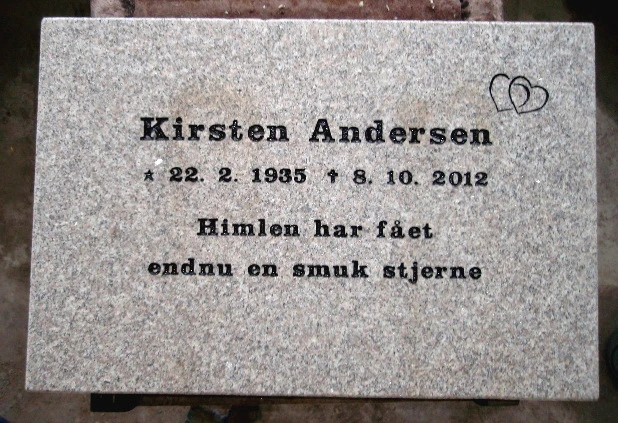 Kirsten Andersen
☆ 22. 2. 1935 ✝ 8. 10. 2012
Himlen har fået
endnu en smuk stjerne